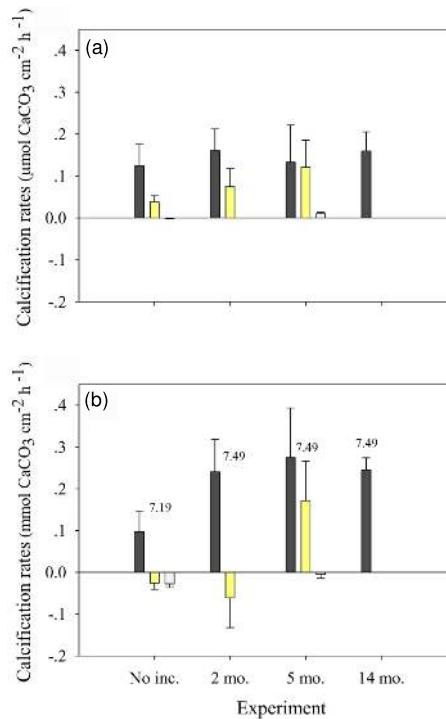 (a)
Calcification rates (µmol CaCO3 cm-2 h-1)
.4
.3
.2
.1
0.0
-.1
-.2
(b)
Calcification rates (mmol CaCO3 cm-2 h-1)
.4
.3
.2
.1
0.0
-.1
-.2
7.19
7.49
7.49
7.49
No inc.
2 mo.
5 mo.
14 mo.
Experiment